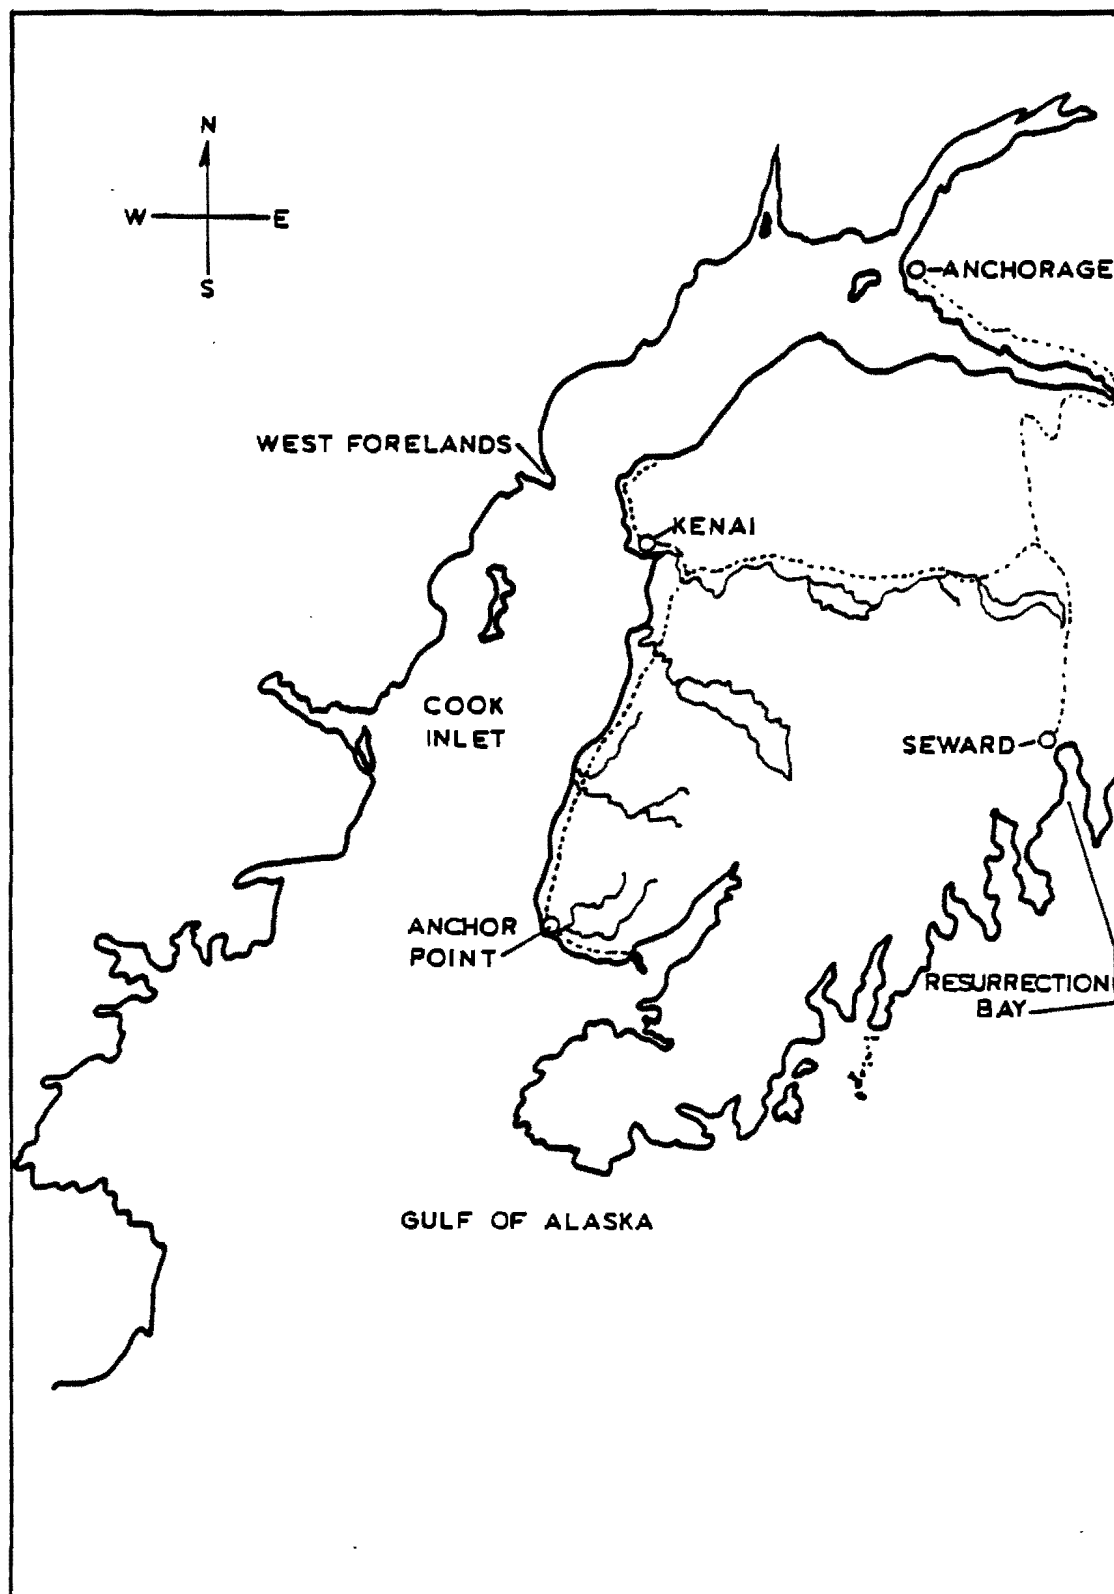 N
W E
S
ANCHORAGE
WEST FORELANDS
KENAI
COOK
INLET
SEWARD
ANCHOR
POINT
RESURRECTION
BAY
GULF OF ALASKA